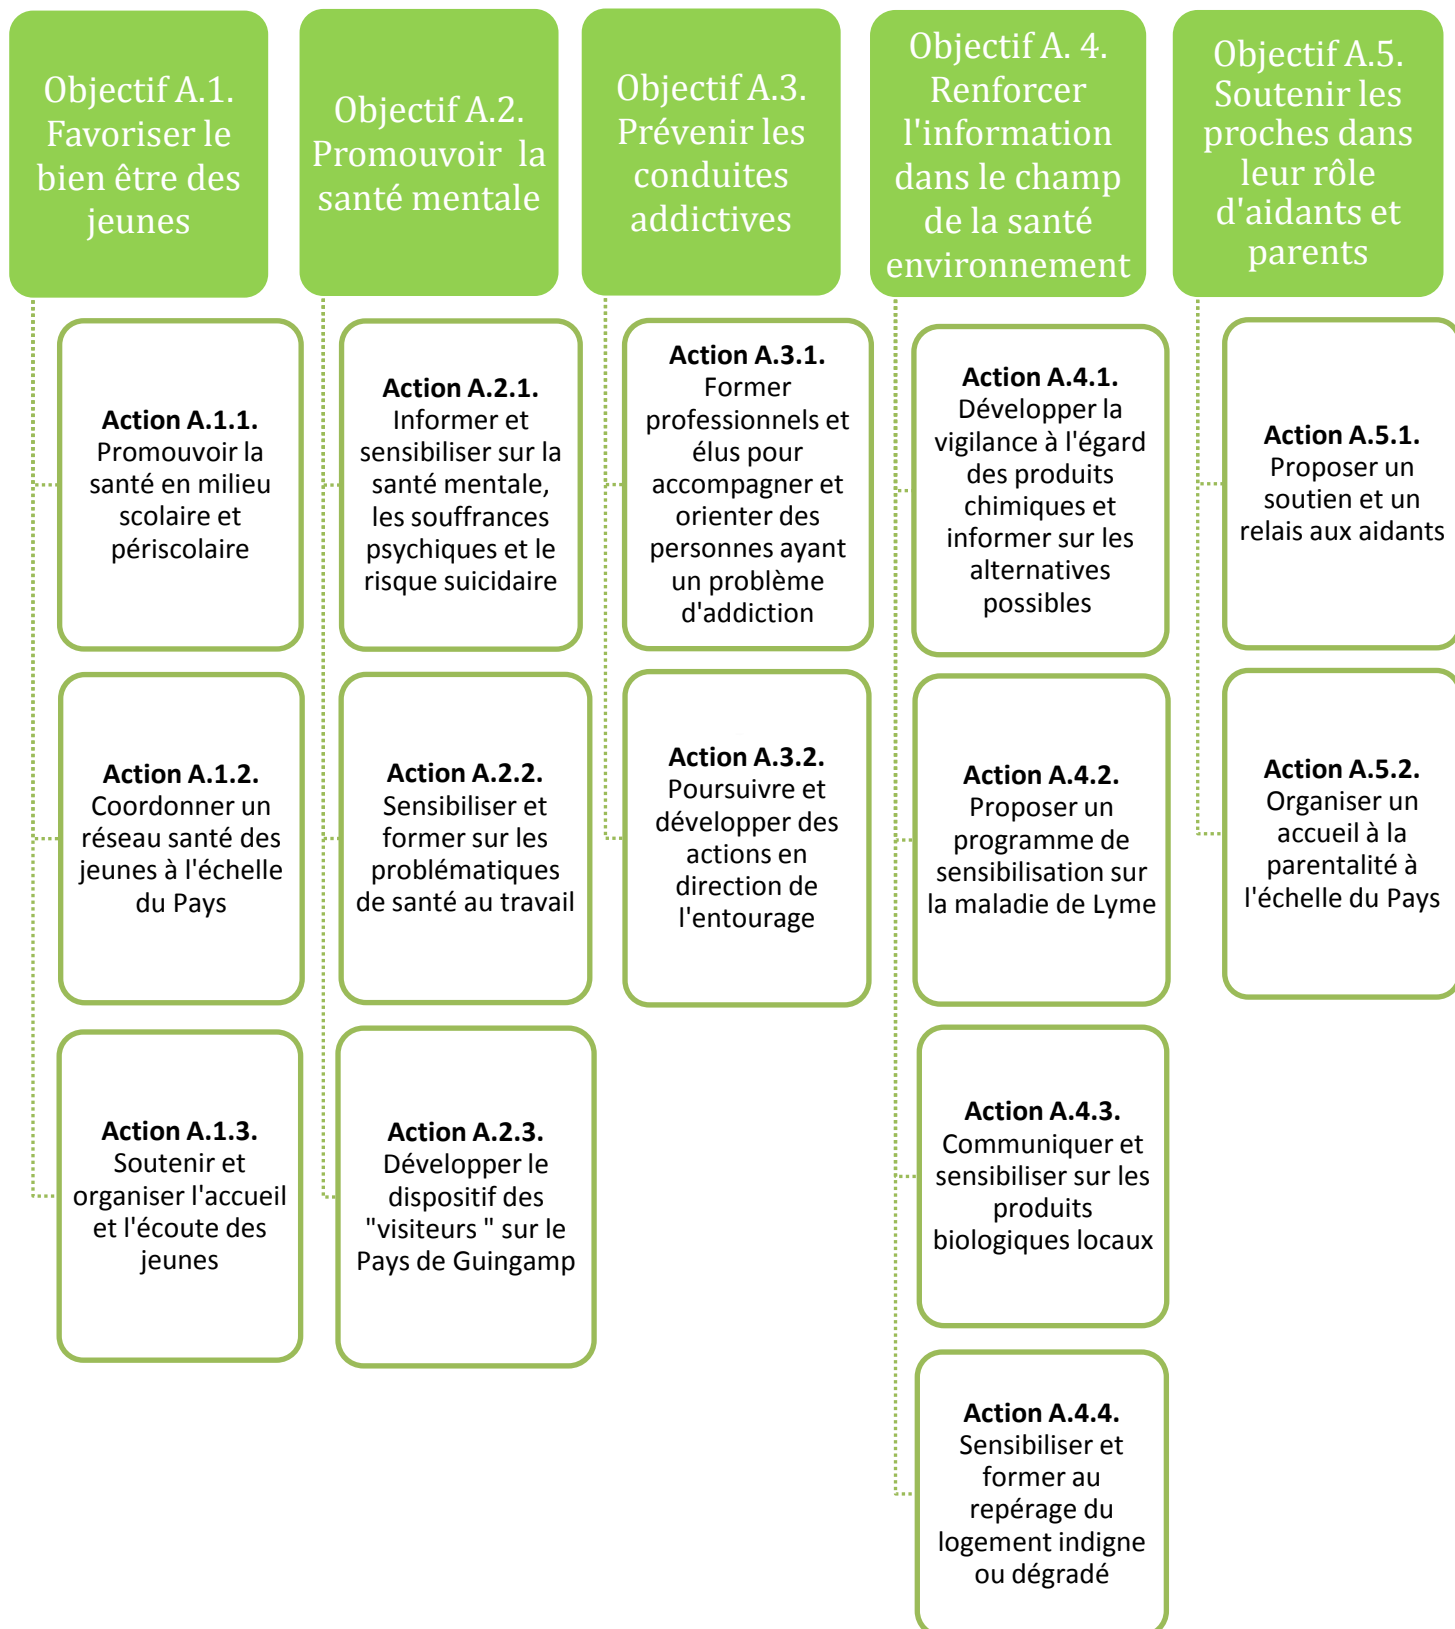 Objectif A.1.
Favoriser le
bien être des
jeunes
Action A.1.1.
Promouvoir la
santé en milieu
scolaire et
périscolaire
Action A.1.2.
Coordonner un
réseau santé des
jeunes à l'échelle
du Pays
Action A.1.3.
Soutenir et
organiser l'accueil
et l'écoute des
jeunes
Objectif A.2.
Promouvoir la
santé mentale
Action A.2.1.
Informer et
sensibiliser sur la
santé mentale,
les souffrances
psychiques et le
risque suicidaire
Action A.2.2.
Sensibiliser et
former sur les
problématiques
de santé au travail
Action A.2.3.
Développer le
dispositif des
"visiteurs " sur le
Pays de Guingamp
Objectif A.3.
Prévenir les
conduites
addictives
Action A.3.1.
Former
professionnels et
élus pour
accompagner et
orienter des
personnes ayant
un problème
d'addiction
Action A.3.2.
Poursuivre et
développer des
actions en
direction de
l'entourage
Objectif A. 4.
Renforcer
l'information
dans le champ
de la santé
environnement
Action A.4.1.
Développer la
vigilance à l'égard
des produits
chimiques et
informer sur les
alternatives
possibles
Action A.4.2.
Proposer un
programme de
sensibilisation sur
la maladie de Lyme
Action A.4.3.
Communiquer et
sensibiliser sur les
produits
biologiques locaux
Action A.4.4.
Sensibiliser et
former au
repérage du
logement indigne
ou dégradé
Objectif A.5.
Soutenir les
proches dans
leur rôle
d'aidants et
parents
Action A.5.1.
Proposer un
soutien et un
relais aux aidants
Action A.5.2.
Organiser un
accueil à la
parentalité à
l'échelle du Pays